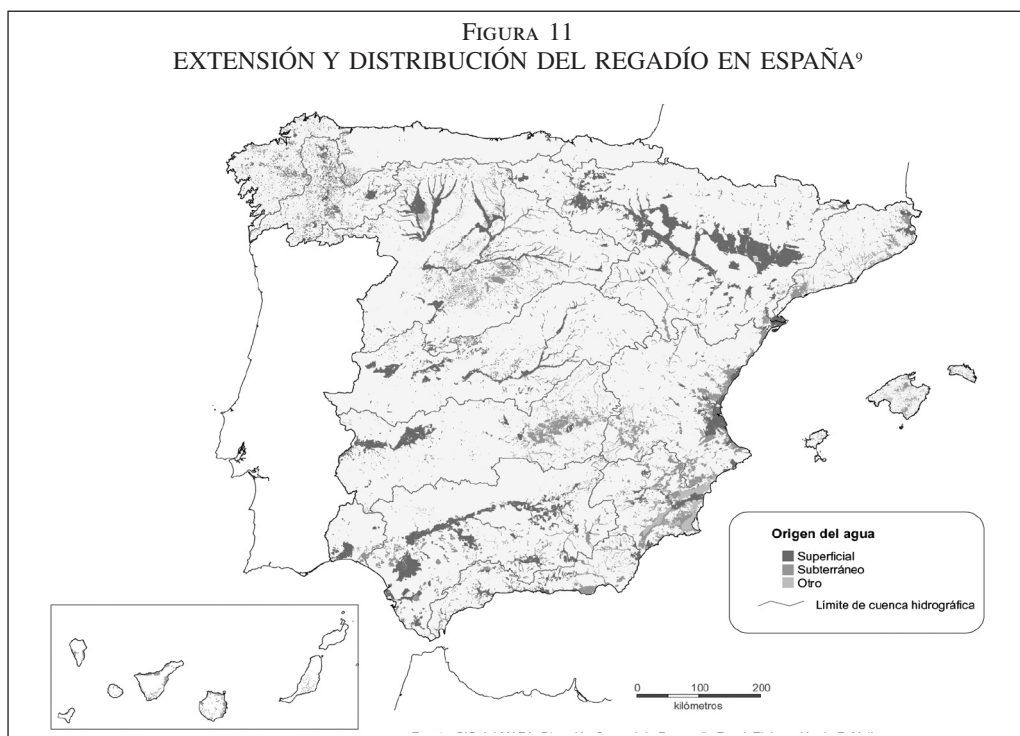 FIGURA 11
EXTENSIÓN Y DISTRIBUCIÓN DEL REGADÍO EN ESPAÑA⁹
Origen del agua
Superficial
Subterráneo
Otro
Límite de cuenca hidrográfica
0 100 200
kilómetros